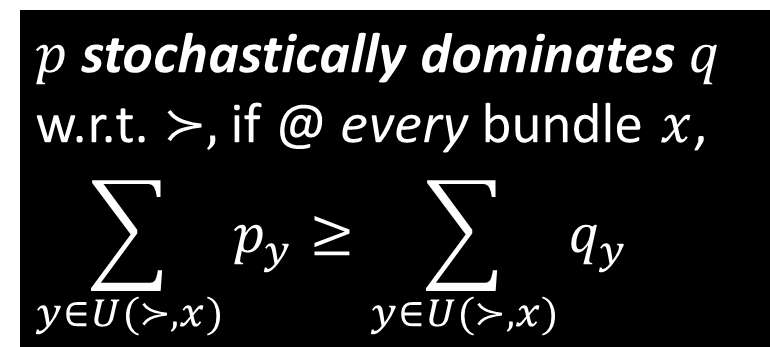 p stochastically dominates q
w.r.t. ≻, if @ every bundle x,
∑ p_y ≥ ∑ q_y
y∈U(≻,x) y∈U(≻,x)